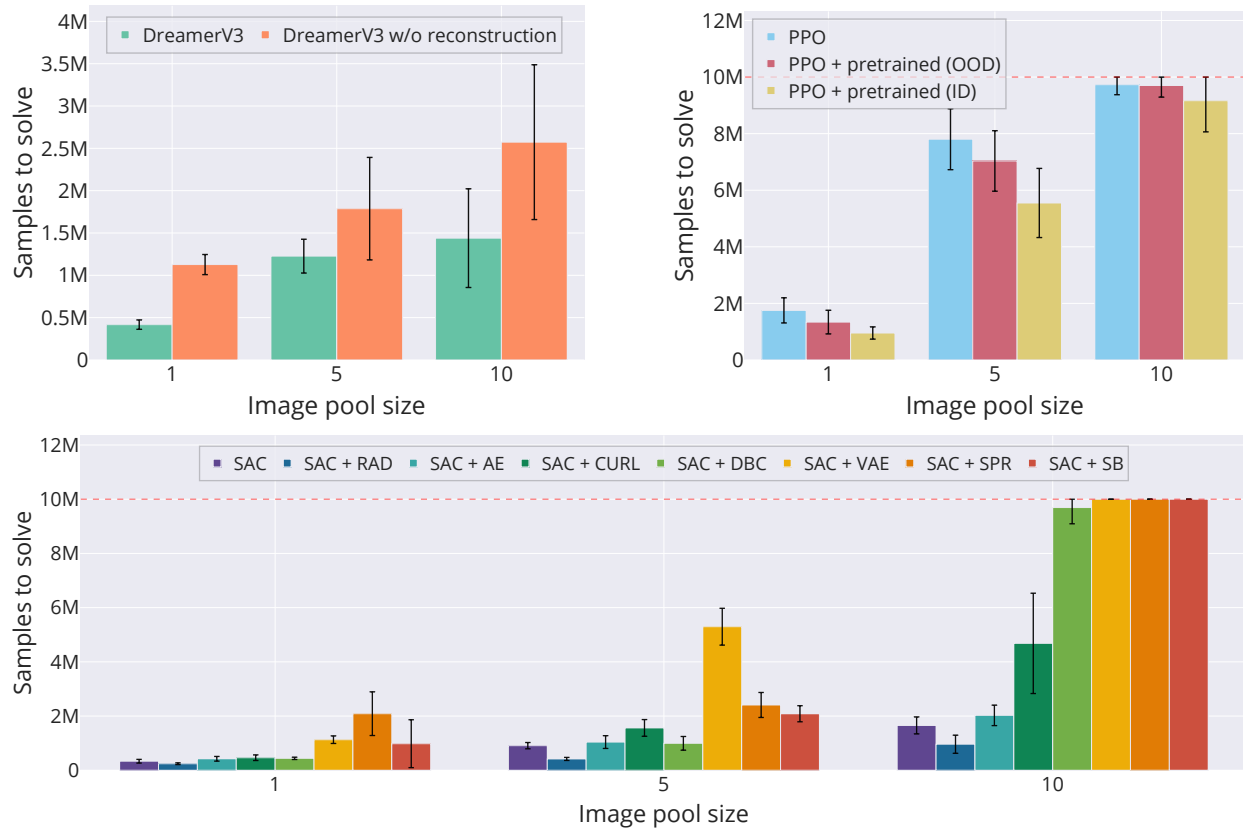 4M
3.5M
3M
2.5M
2M
1.5M
1M
0.5M
0
Samples to solve
DreamerV3 DreamerV3 w/o reconstruction
1 5 10
Image pool size
12M
10M
8M
6M
4M
2M
0
Samples to solve
PPO
PPO + pretrained (OOD)
PPO + pretrained (ID)
1 5 10
Image pool size
12M
10M
8M
6M
4M
2M
0
Samples to solve
SAC SAC + RAD SAC + AE SAC + CURL SAC + DBC SAC + VAE SAC + SPR SAC + SB
1 5 10
Image pool size